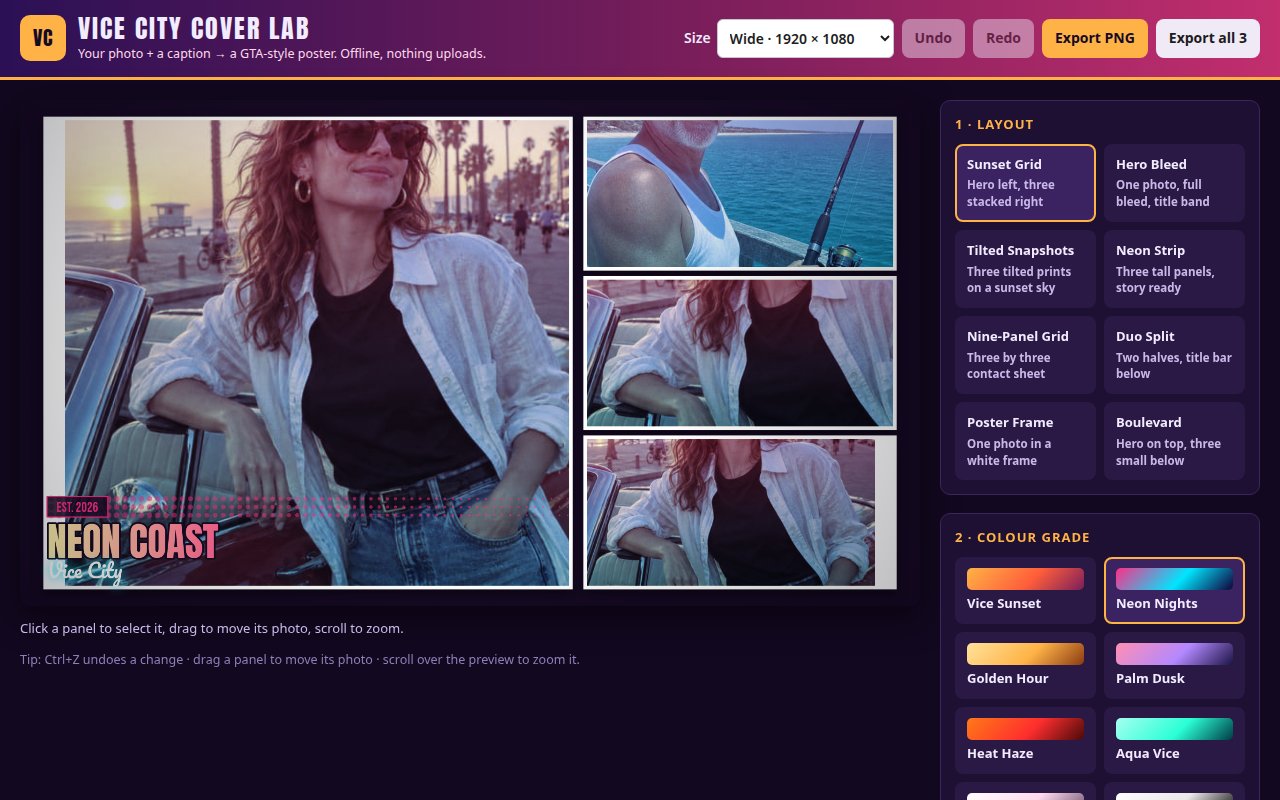 VC
VICE CITY COVER LAB
Your photo + a caption → a GTA-style poster. Offline, nothing uploads.
Size
Wide · 1920 × 1080
Undo
Redo
Export PNG
Export all 3
EST. 2026
NEON COAST
Vice City
Click a panel to select it, drag to move its photo, scroll to zoom.
Tip: Ctrl+Z undoes a change · drag a panel to move its photo · scroll over the preview to zoom it.
1 · LAYOUT
Sunset Grid
Hero left, three
stacked right
Hero Bleed
One photo, full
bleed, title band
Tilted Snapshots
Three tilted prints
on a sunset sky
Neon Strip
Three tall panels,
story ready
Nine-Panel Grid
Three by three
contact sheet
Duo Split
Two halves, title bar
below
Poster Frame
One photo in a
white frame
Boulevard
Hero on top, three
small below
2 · COLOUR GRADE
Vice Sunset
Neon Nights
Golden Hour
Palm Dusk
Heat Haze
Aqua Vice